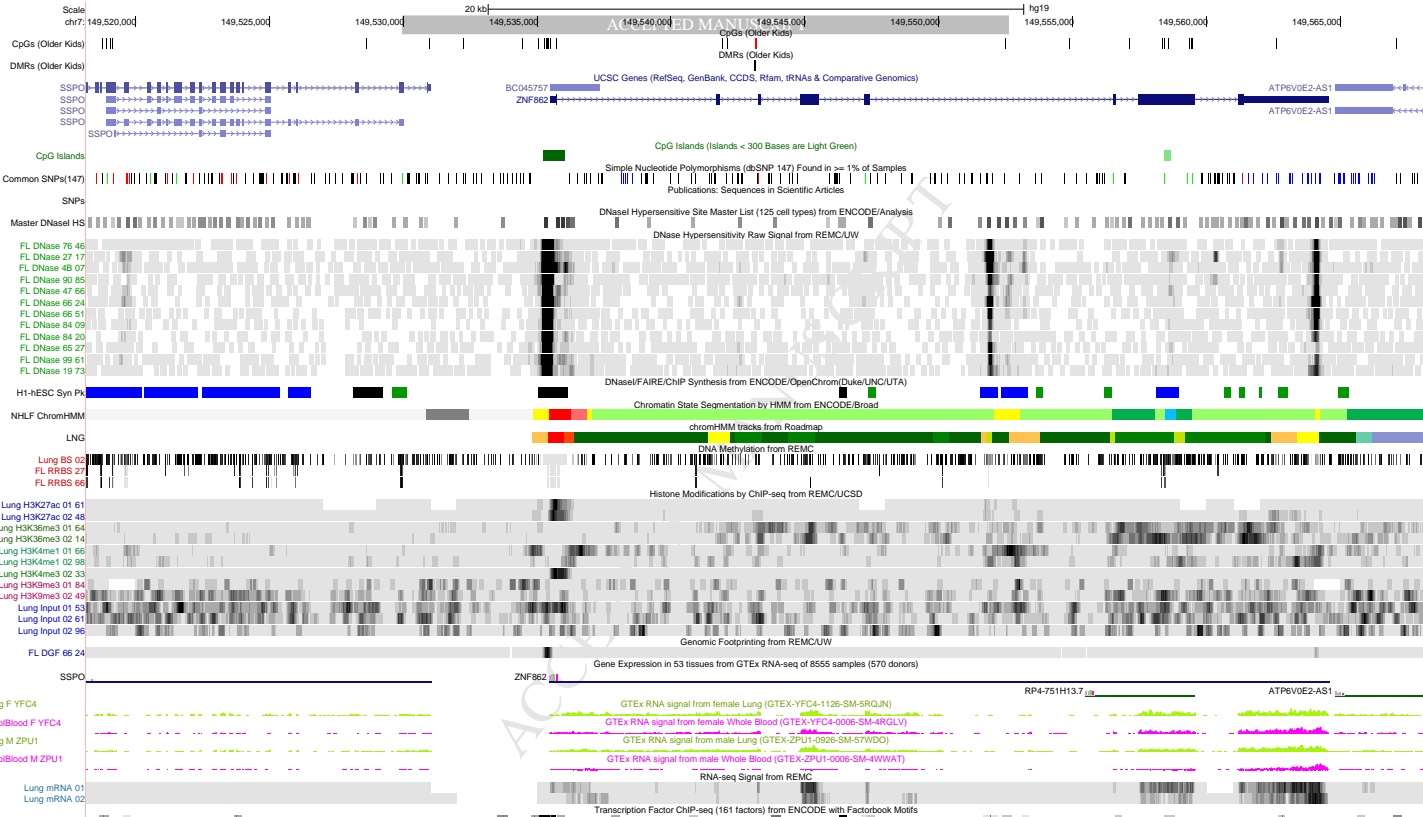 Scale
20 kb
hg19
chr7:
149,520,000
149,525,000
149,530,000
149,535,000
149,540,000
149,545,000
149,550,000
149,555,000
149,560,000
149,565,000
ACCEPTED MANUSCRIPT
CpGs (Older Kids)
CpGs (Older Kids)
DMRs (Older Kids)
DMRs (Older Kids)
UCSC Genes (RefSeq, GenBank, CCDS, Rfam, tRNAs & Comparative Genomics)
SSPO
BC045757
ATP6V0E2-AS1
SSPO
ZNF862
SSPO
ATP6V0E2-AS1
SSPO
SSPO
CpG Islands (Islands < 300 Bases are Light Green)
CpG Islands
Simple Nucleotide Polymorphisms (dbSNP 147) Found in >= 1% of Samples
Common SNPs(147)
Publications: Sequences in Scientific Articles
SNPs
DNaseI Hypersensitive Site Master List (125 cell types) from ENCODE/Analysis
Master DNaseI HS
DNase Hypersensitivity Raw Signal from REMC/UW
FL DNase 76 46
FL DNase 27 17
FL DNase 4B 07
FL DNase 90 85
FL DNase 47 66
FL DNase 66 24
FL DNase 66 51
FL DNase 84 09
FL DNase 84 20
FL DNase 65 27
FL DNase 99 61
FL DNase 19 73
DNaseI/FAIRE/ChIP Synthesis from ENCODE/OpenChrom(Duke/UNC/UTA)
H1-hESC Syn Pk
Chromatin State Segmentation by HMM from ENCODE/Broad
NHLF ChromHMM
chromHMM tracks from Roadmap
LNG
DNA Methylation from REMC
Lung BS 02
FL RRBS 27
FL RRBS 66
Histone Modifications by ChIP-seq from REMC/UCSD
Lung H3K27ac 01 61
Lung H3K27ac 02 48
ung H3K36me3 01 64
ung H3K36me3 02 14
Lung H3K4me1 01 66
Lung H3K4me1 02 98
Lung H3K4me3 02 33
Lung H3K9me3 01 84
Lung H3K9me3 02 49
Lung Input 01 53
Lung Input 02 61
Lung Input 02 96
Genomic Footprinting from REMC/UW
FL DGF 66 24
Gene Expression in 53 tissues from GTEx RNA-seq of 8555 samples (570 donors)
SSPO
ZNF862
RP4-751H13.7
ATP6V0E2-AS1
g F YFC4
GTEx RNA signal from female Lung (GTEX-YFC4-1126-SM-5RQJN)
olBlood F YFC4
GTEx RNA signal from female Whole Blood (GTEX-YFC4-0006-SM-4RGLV)
g M ZPU1
GTEx RNA signal from male Lung (GTEX-ZPU1-0926-SM-57WDO)
olBlood M ZPU1
GTEx RNA signal from male Whole Blood (GTEX-ZPU1-0006-SM-4WWAT)
RNA-seq Signal from REMC
Lung mRNA 01
Lung mRNA 02
Transcription Factor ChIP-seq (161 factors) from ENCODE with Factorbook Motifs